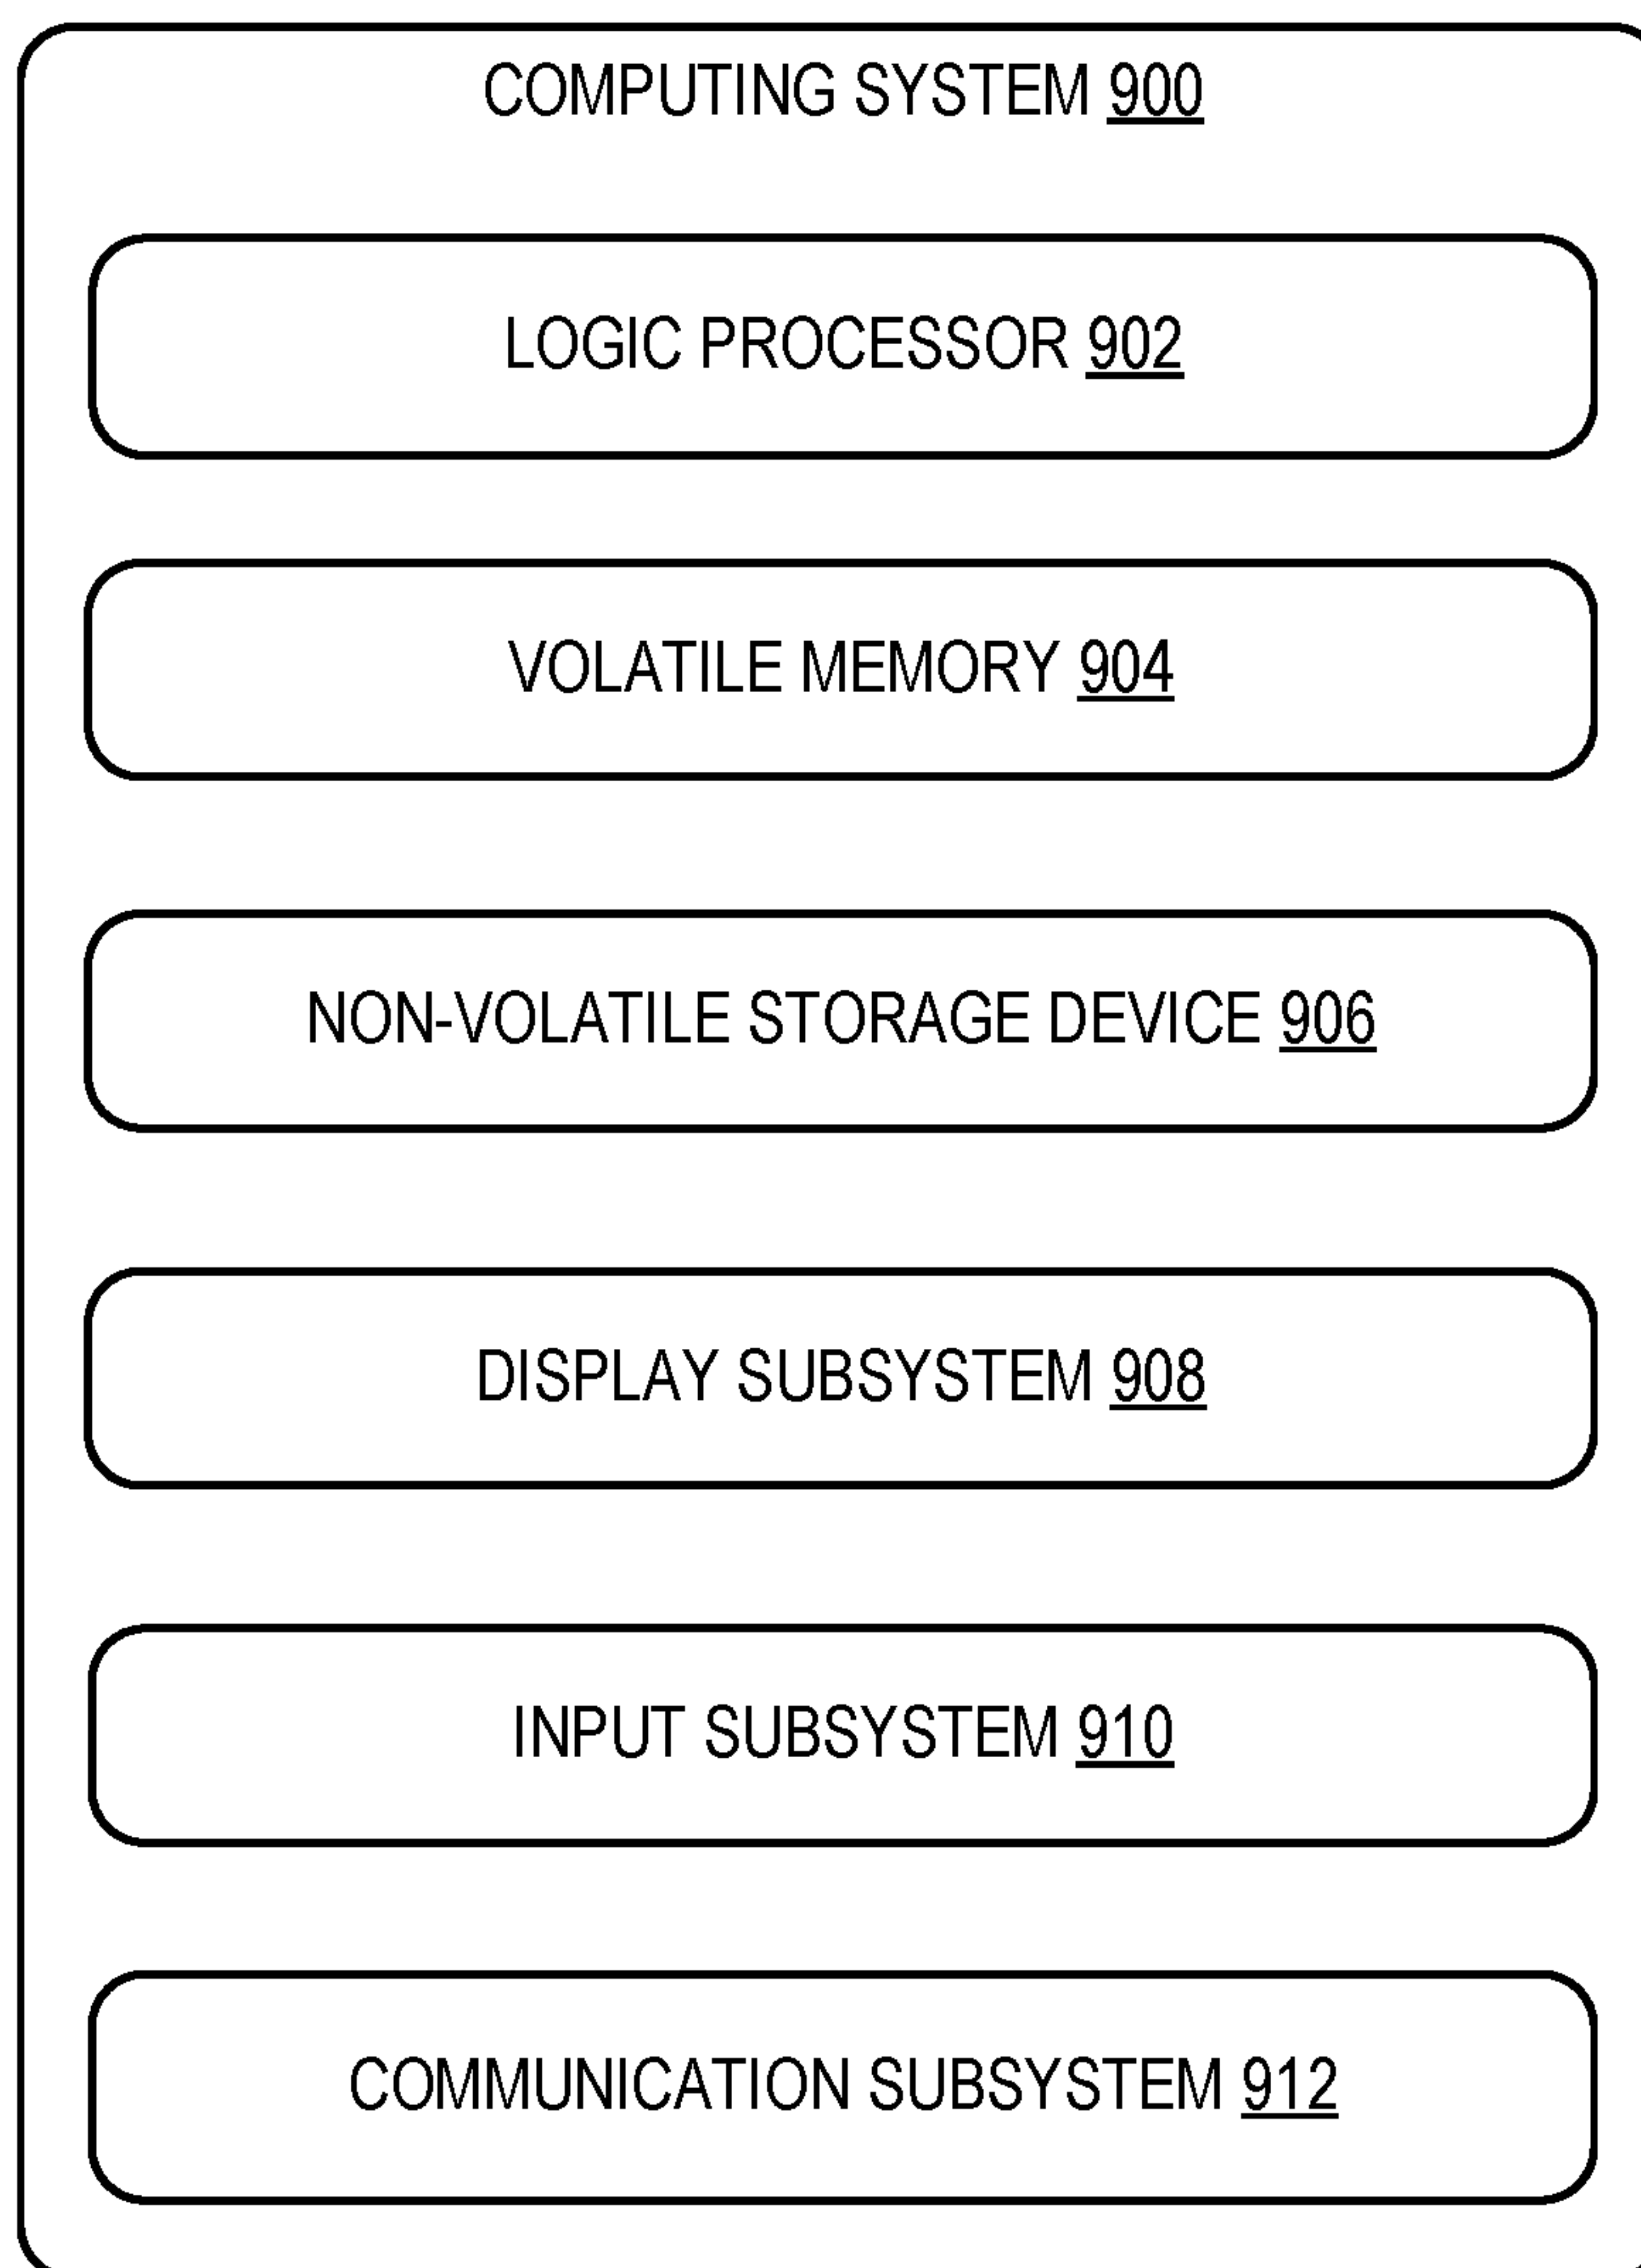 COMPUTING SYSTEM 900
LOGIC PROCESSOR 902
VOLATILE MEMORY 904
NON-VOLATILE STORAGE DEVICE 906
DISPLAY SUBSYSTEM 908
INPUT SUBSYSTEM 910
COMMUNICATION SUBSYSTEM 912